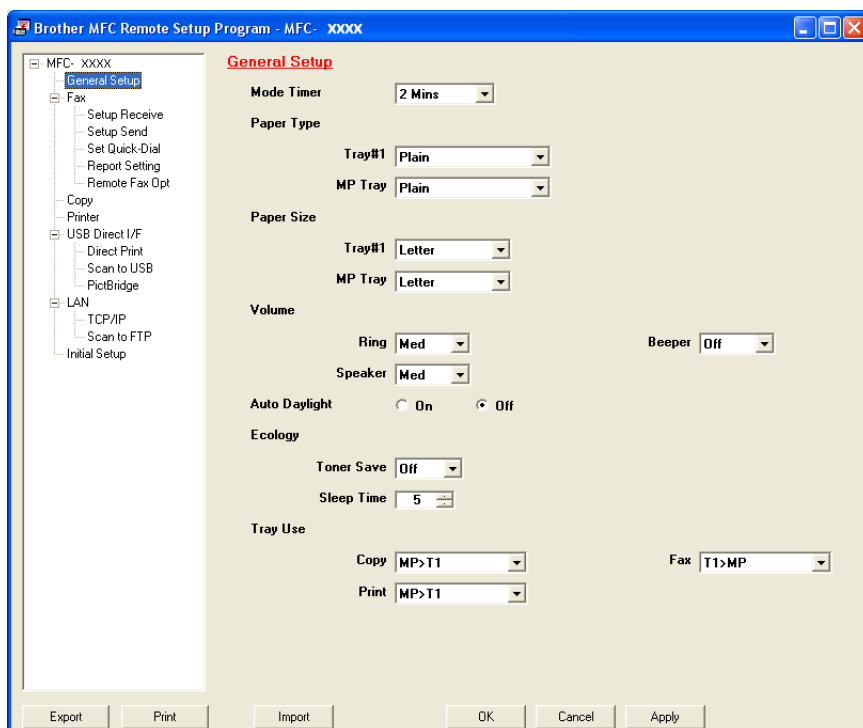 Brother MFC Remote Setup Program - MFC- XXXX
MFC- XXXX
General Setup
Fax
Setup Receive
Setup Send
Set Quick-Dial
Report Setting
Remote Fax Opt
Copy
Printer
USB Direct I/F
Direct Print
Scan to USB
PictBridge
LAN
TCP/IP
Scan to FTP
Initial Setup
General Setup
Mode Timer 2 Mins
Paper Type
Tray#1 Plain
MP Tray Plain
Paper Size
Tray#1 Letter
MP Tray Letter
Volume
Ring Med Beeper Off
Speaker Med
Auto Daylight On Off
Ecology
Toner Save Off
Sleep Time 5
Tray Use
Copy MP>T1 Fax T1>MP
Print MP>T1
Export Print Import OK Cancel Apply